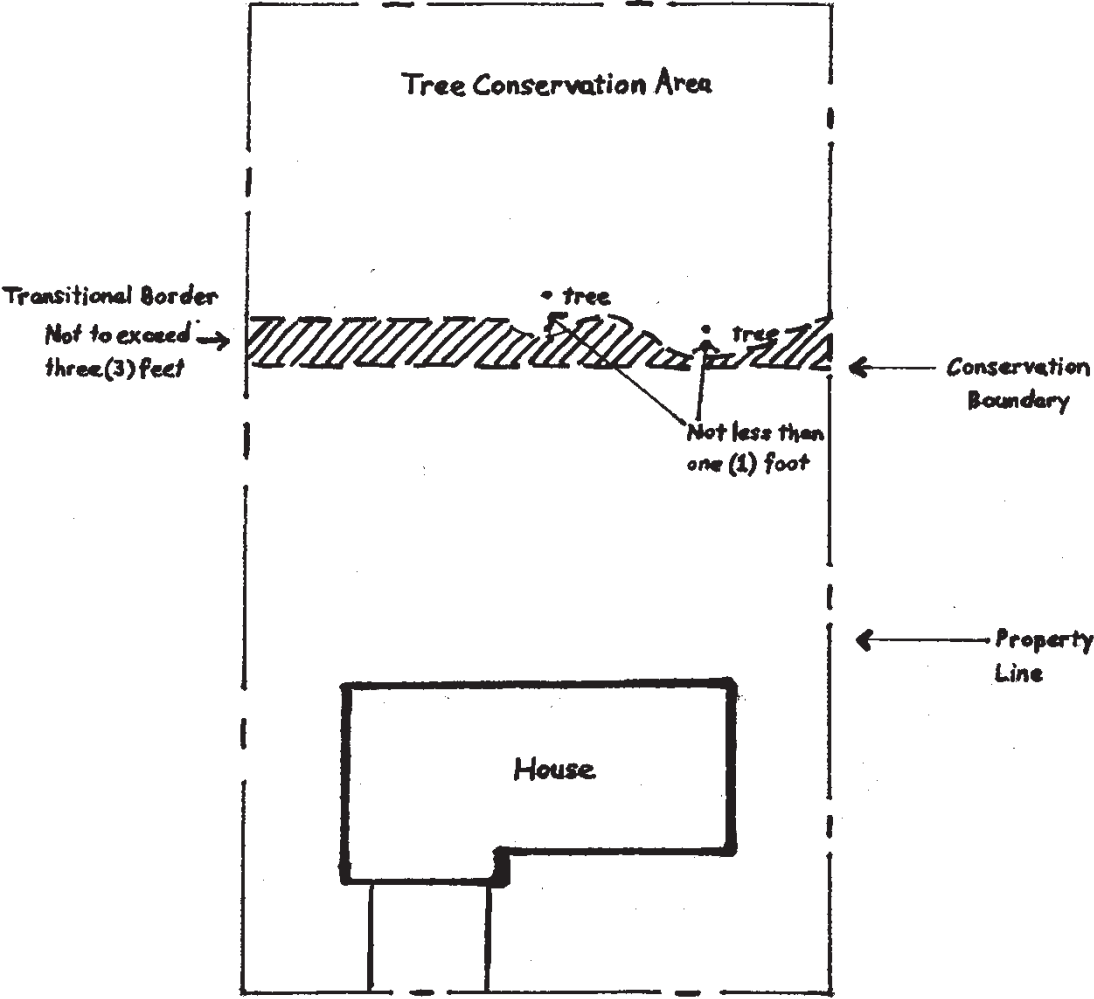 Tree Conservation Area
Transitional Border
Not to exceed
three (3) feet
tree
tree
Conservation
Boundary
Not less than
one (1) foot
Property
Line
House